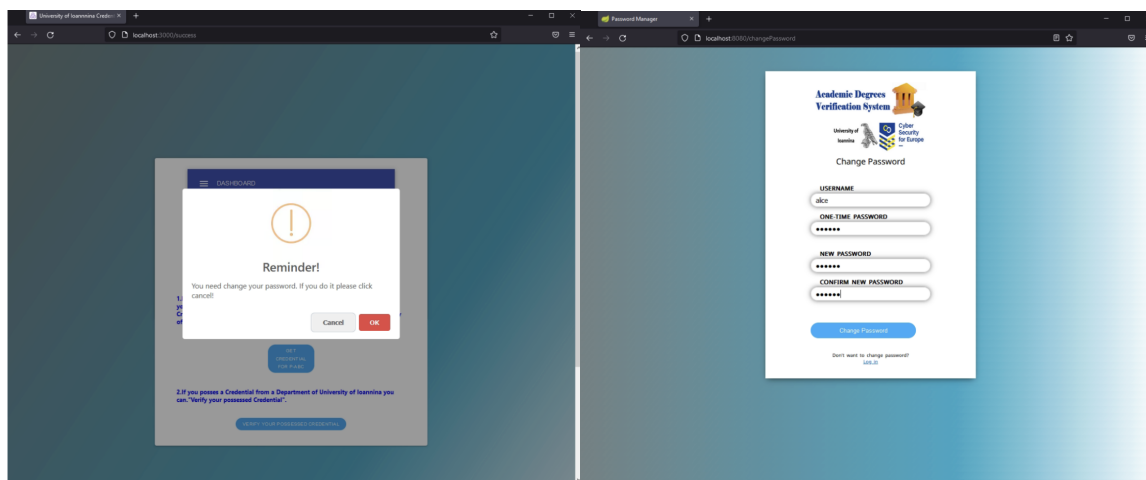 University of Ioannnina Creden
localhost:3000/success
DASHBOARD
Reminder!
You need change your password. If you do it please click
cancel!
Cancel
OK
GET
CREDENTIAL
2.If you posses a Credential from a Department of University of Ioannina you
can."Verify your possessed Credential".
VERIFY YOUR POSSESSED CREDENTIAL
Password Manager
localhost:8080/changePassword
Academic Degrees
Verification System
University of
Ioannina
Cyber
Security
for Europe
Change Password
USERNAME
alce
ONE-TIME PASSWORD
NEW PASSWORD
CONFIRM NEW PASSWORD
Change Password
Don't want to change password?
Log in